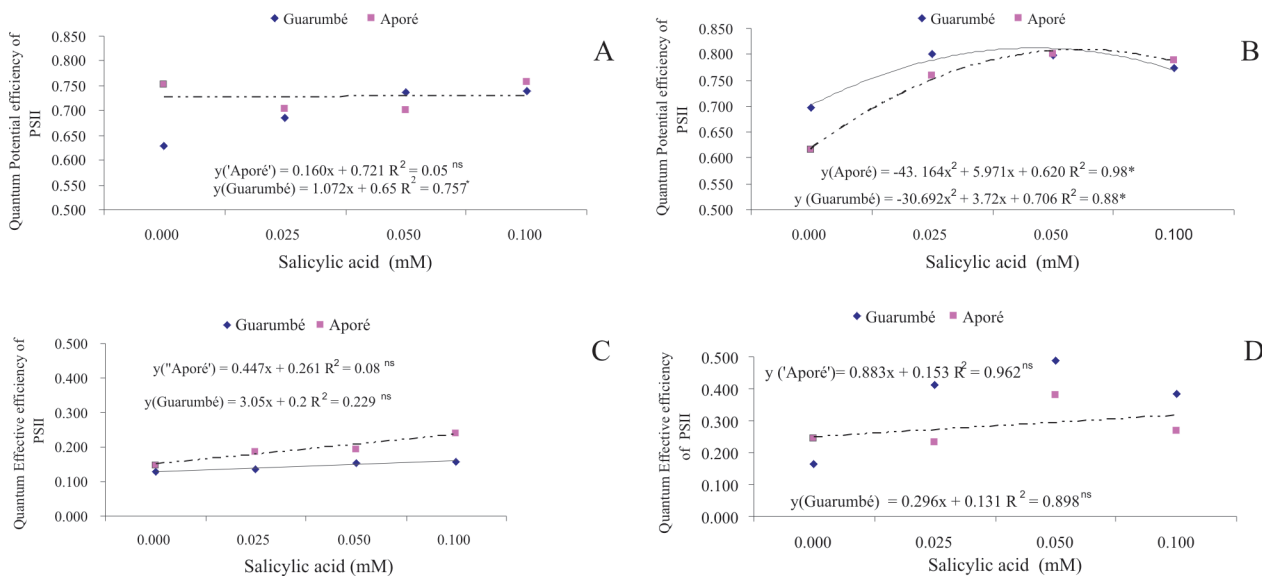 Guarumbé Aporé
A
Quantum Potential efficiency of
PSII
0.850
0.800
0.750
0.700
0.650
0.600
0.550
0.500
y('Aporé') = 0.160x + 0.721 R² = 0.05 ns
y(Guarumbé) = 1.072x + 0.65 R² = 0.757*
0.000 0.025 0.050 0.100
Salicylic acid (mM)
Guarumbé Aporé
B
Quantum Potential efficiency of
PSII
0.850
0.800
0.750
0.700
0.650
0.600
0.550
0.500
y(Aporé) = -43. 164x² + 5.971x + 0.620 R² = 0.98*
y (Guarumbé) = -30.692x² + 3.72x + 0.706 R² = 0.88*
0.000 0.025 0.050 0.100
Salicylic acid (mM)
Guarumbé Aporé
C
Quantum Effective efficiency of
PSII
0.500
0.400
0.300
0.200
0.100
0.000
y("Aporé') = 0.447x + 0.261 R² = 0.08 ns
y(Guarumbé) = 3.05x + 0.2 R² = 0.229 ns
0.000 0.025 0.050 0.100
Salicylic acid (mM)
Guarumbé Aporé
D
Quantum Effective efficiency
of PSII
0.500
0.400
0.300
0.200
0.100
0.000
y ('Aporé')= 0.883x + 0.153 R² = 0.962 ns
y(Guarumbé) = 0.296x + 0.131 R² = 0.898 ns
0.000 0.025 0.050 0.100
Salicylic acid (mM)